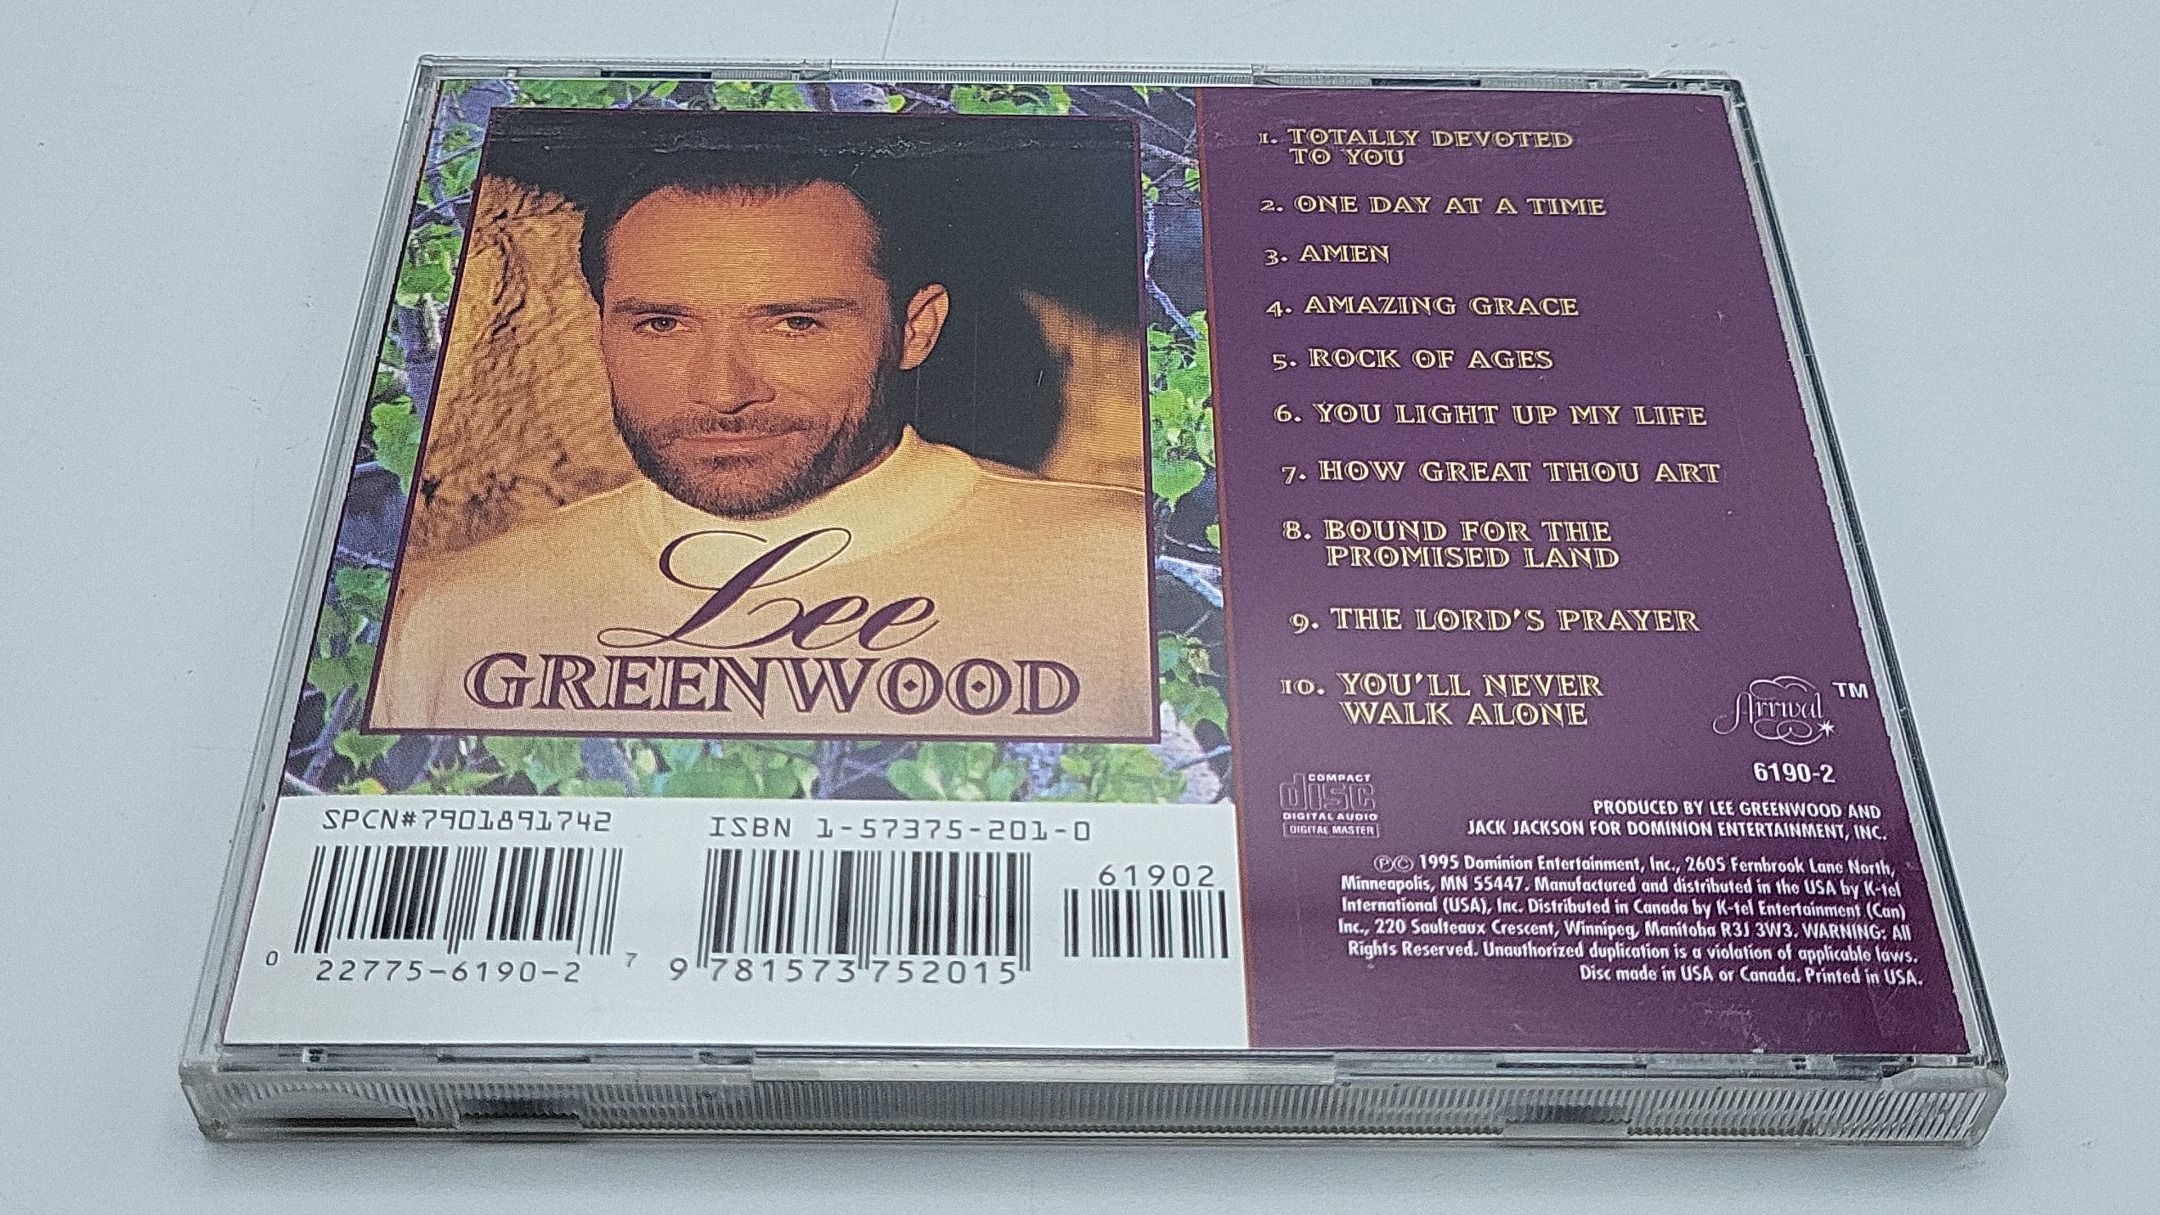 Lee
GREENWOOD
1. TOTALLY DEVOTED
TO YOU
2. ONE DAY AT A TIME
3. AMEN
4. AMAZING GRACE
5. ROCK OF AGES
6. YOU LIGHT UP MY LIFE
7. HOW GREAT THOU ART
8. BOUND FOR THE
PROMISED LAND
9. THE LORD'S PRAYER
10. YOU'LL NEVER
WALK ALONE
Arrival TM
6190-2
COMPACT
disc
DIGITAL AUDIO
DIGITAL MASTER
PRODUCED BY LEE GREENWOOD AND
JACK JACKSON FOR DOMINION ENTERTAINMENT, INC.
℗© 1995 Dominion Entertainment, Inc., 2605 Fernbrook Lane North,
Minneapolis, MN 55447. Manufactured and distributed in the USA by K-tel
International (USA), Inc. Distributed in Canada by K-tel Entertainment (Can)
Inc., 220 Saulteaux Crescent, Winnipeg, Manitoba R3J 3W3. WARNING: All
Rights Reserved. Unauthorized duplication is a violation of applicable laws.
Disc made in USA or Canada. Printed in USA.
SPCN#7901891742
0 22775-6190-2 7
ISBN 1-57375-201-0
9 781573 752015
61902